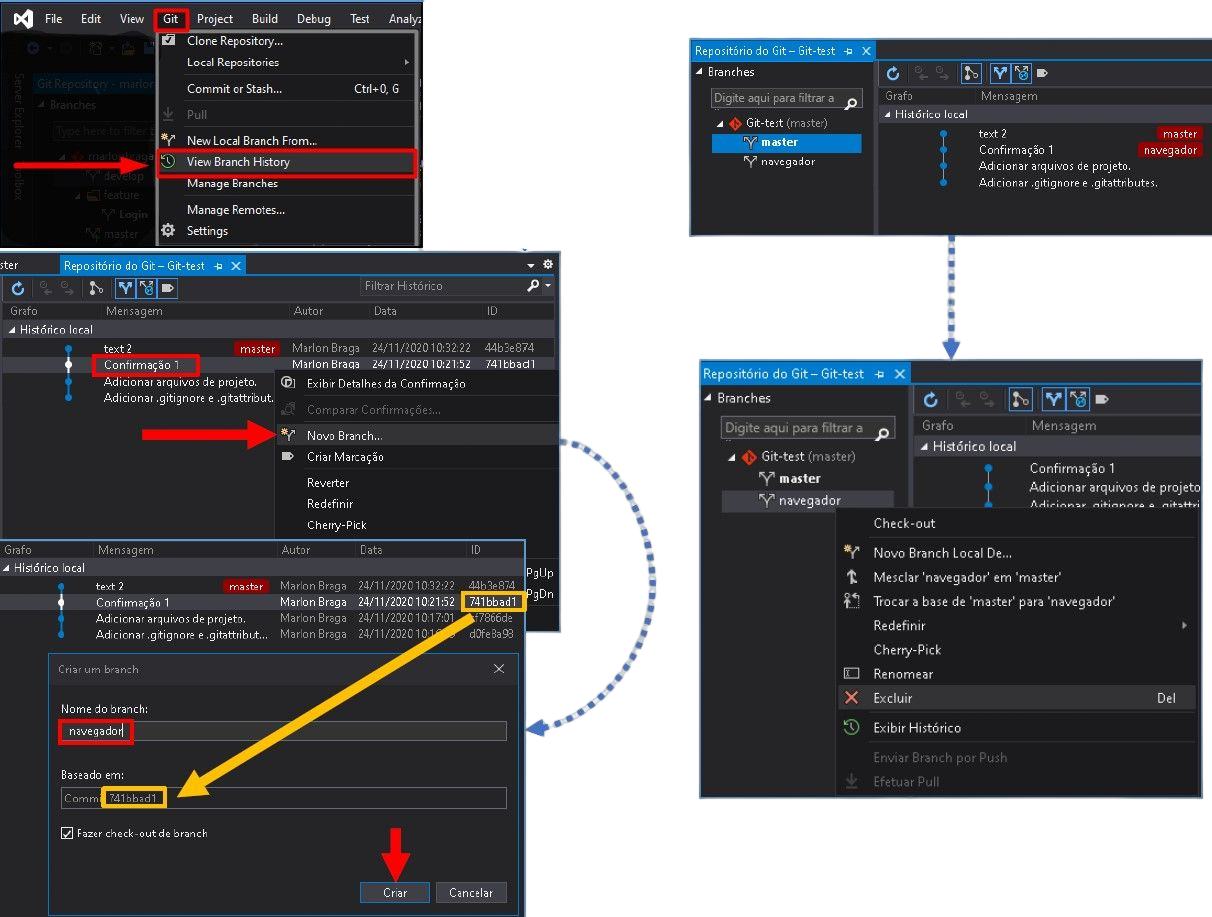 File Edit View Git Project Build Debug Test Analyz
Clone Repository...
Local Repositories
Commit or Stash... Ctrl+0, G
Pull
New Local Branch From...
View Branch History
Manage Branches
Manage Remotes...
Settings
Server Explorer
Toolbox
Git Repository - marlon
Branches
Type here to filter
develop
feature
Login
master
ster Repositório do Git – Git-test
Filtrar Histórico
Grafo Mensagem Autor Data ID
Histórico local
text 2 master Marlon Braga 24/11/2020 10:32:22 44b3e874
Confirmação 1 Marlon Braga 24/11/2020 10:21:52 741bbad1
Adicionar arquivos de projeto.
Adicionar .gitignore e .gitattribut.
Exibir Detalhes da Confirmação
Comparar Confirmações...
Novo Branch...
Criar Marcação
Reverter
Redefinir
Cherry-Pick
PgUp
PgDn
Grafo Mensagem Autor Data ID
Histórico local
text 2 master Marlon Braga 24/11/2020 10:32:22 44b3e874
Confirmação 1 Marlon Braga 24/11/2020 10:21:52 741bbad1
Adicionar arquivos de projeto. Marlon Braga 24/11/2020 10:17:01 f7866de
Adicionar .gitignore e .gitattribut... Marlon Braga 24/11/2020 d0fe8a98
Criar um branch
Nome do branch:
navegador
Baseado em:
Commi 741bbad1
Fazer check-out de branch
Criar Cancelar
Repositório do Git – Git-test
Branches
Digite aqui para filtrar a
Git-test (master)
master
navegador
Grafo Mensagem
Histórico local
text 2 master
Confirmação 1 navegador
Adicionar arquivos de projeto.
Adicionar .gitignore e .gitattributes.
Repositório do Git – Git-test
Branches
Digite aqui para filtrar a
Git-test (master)
master
navegador
Grafo Mensagem
Histórico local
Confirmação 1
Adicionar arquivos de projeto
Adicionar .gitignore e .gitattri
Check-out
Novo Branch Local De...
Mesclar 'navegador' em 'master'
Trocar a base de 'master' para 'navegador'
Redefinir
Cherry-Pick
Renomear
Excluir Del
Exibir Histórico
Enviar Branch por Push
Efetuar Pull